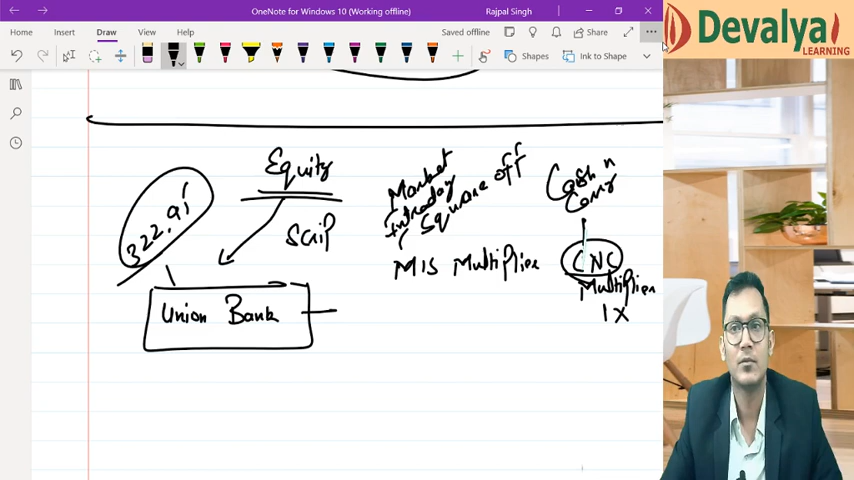 OneNote for Windows 10 (Working offline)
Rajpal Singh
Home
Insert
Draw
View
Help
Saved offline
Share
Shapes
Ink to Shape
Devalya
LEARNING
Equity
Scrip
322.95
Union Bank
Market
Intraday
Square off
MIS Multiplier
Cash n
Carry
CNC
Multiplier
1X